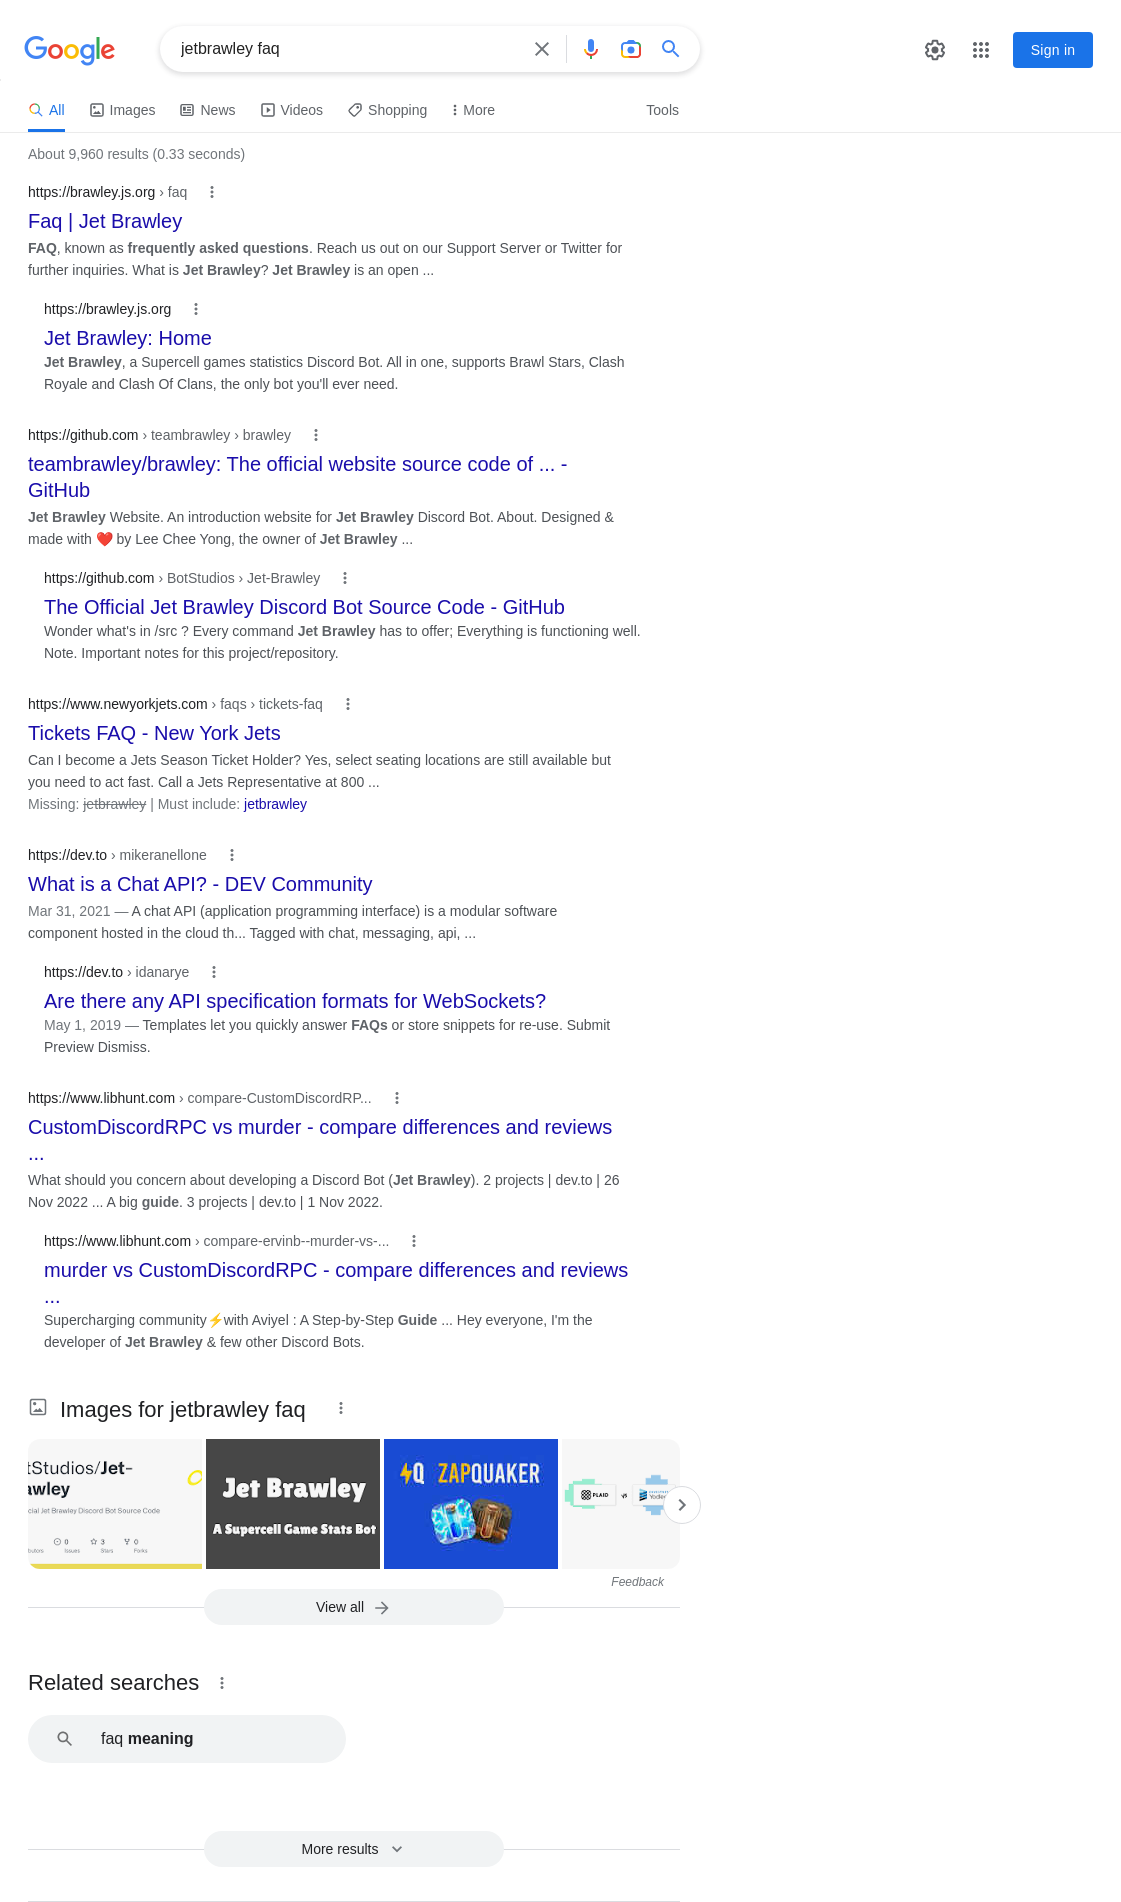 Google
jetbrawley faq
Sign in
All Images News Videos Shopping More Tools
About 9,960 results (0.33 seconds)
https://brawley.js.org › faq
Faq | Jet Brawley
FAQ, known as frequently asked questions. Reach us out on our Support Server or Twitter for
further inquiries. What is Jet Brawley? Jet Brawley is an open ...
https://brawley.js.org
Jet Brawley: Home
Jet Brawley, a Supercell games statistics Discord Bot. All in one, supports Brawl Stars, Clash
Royale and Clash Of Clans, the only bot you'll ever need.
https://github.com › teambrawley › brawley
teambrawley/brawley: The official website source code of ... -
GitHub
Jet Brawley Website. An introduction website for Jet Brawley Discord Bot. About. Designed &
made with ❤️ by Lee Chee Yong, the owner of Jet Brawley ...
https://github.com › BotStudios › Jet-Brawley
The Official Jet Brawley Discord Bot Source Code - GitHub
Wonder what's in /src ? Every command Jet Brawley has to offer; Everything is functioning well.
Note. Important notes for this project/repository.
https://www.newyorkjets.com › faqs › tickets-faq
Tickets FAQ - New York Jets
Can I become a Jets Season Ticket Holder? Yes, select seating locations are still available but
you need to act fast. Call a Jets Representative at 800 ...
Missing: jetbrawley | Must include: jetbrawley
https://dev.to › mikeranellone
What is a Chat API? - DEV Community
Mar 31, 2021 — A chat API (application programming interface) is a modular software
component hosted in the cloud th... Tagged with chat, messaging, api, ...
https://dev.to › idanarye
Are there any API specification formats for WebSockets?
May 1, 2019 — Templates let you quickly answer FAQs or store snippets for re-use. Submit
Preview Dismiss.
https://www.libhunt.com › compare-CustomDiscordRP...
CustomDiscordRPC vs murder - compare differences and reviews
...
What should you concern about developing a Discord Bot (Jet Brawley). 2 projects | dev.to | 26
Nov 2022 ... A big guide. 3 projects | dev.to | 1 Nov 2022.
https://www.libhunt.com › compare-ervinb--murder-vs-...
murder vs CustomDiscordRPC - compare differences and reviews
...
Supercharging community⚡with Aviyel : A Step-by-Step Guide ... Hey everyone, I'm the
developer of Jet Brawley & few other Discord Bots.
Images for jetbrawley faq
tStudios/Jet-
awley
cial Jet Brawley Discord Bot Source Code
0 3 0
butors Issues Stars Forks
Jet Brawley
A Supercell Game Stats Bot
Q ZAPQUAKER
PLAID vs Yodlee
Feedback
View all
Related searches
faq meaning
More results